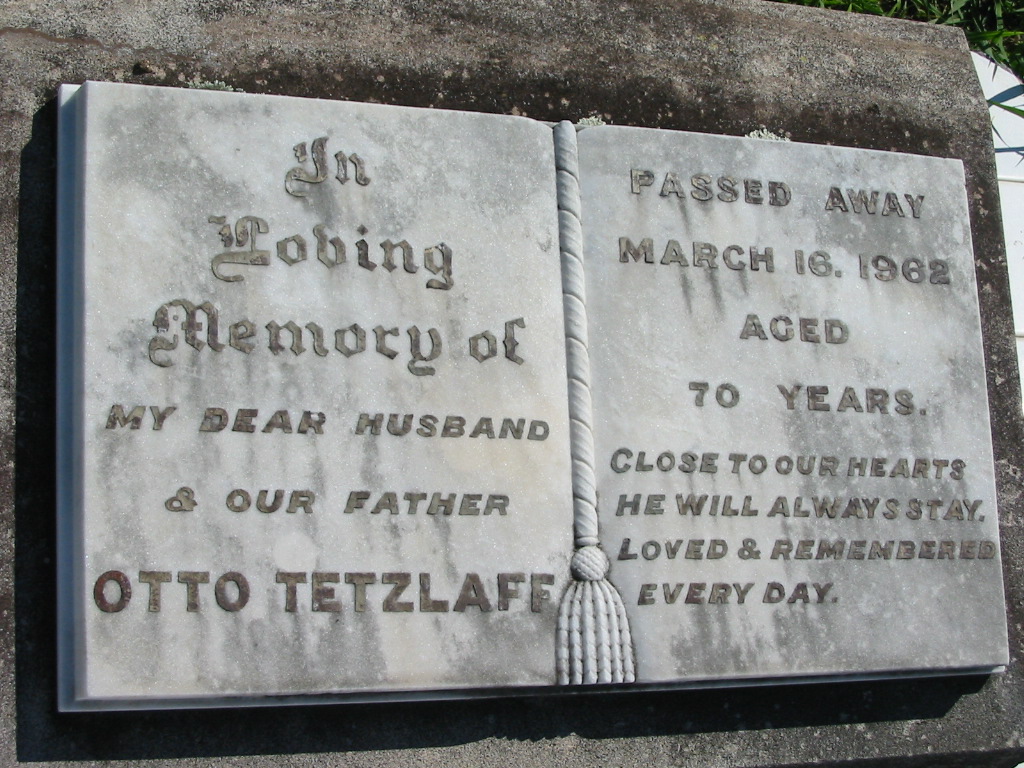 In
Loving
Memory of
MY DEAR HUSBAND
& OUR FATHER
OTTO TETZLAFF
PASSED AWAY
MARCH 16. 1962
AGED
70 YEARS.
CLOSE TO OUR HEARTS
HE WILL ALWAYS STAY.
LOVED & REMEMBERED
EVERY DAY.